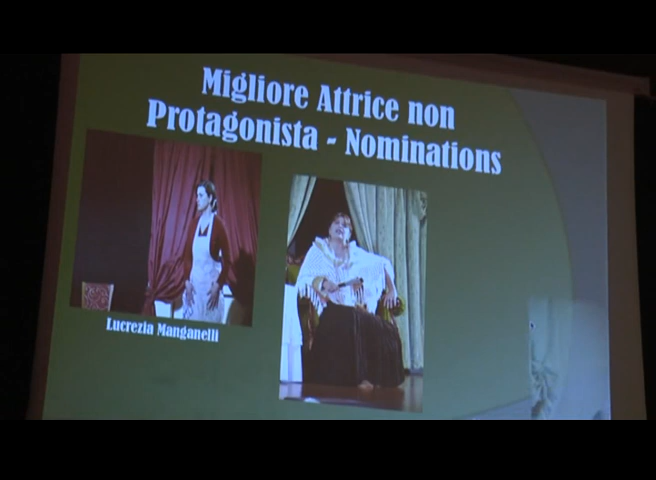 Migliore Attrice non
Protagonista - Nominations
Lucrezia Manganelli